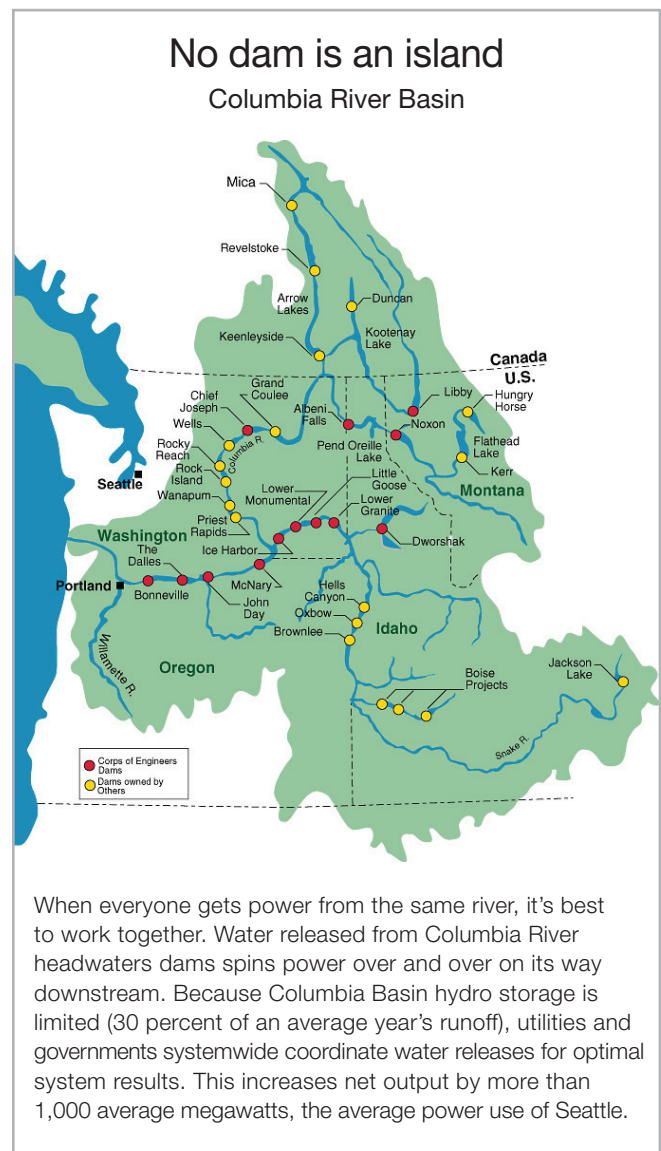 No dam is an island
Columbia River Basin
Mica
Revelstoke
Arrow
Lakes
Duncan
Keenleyside
Kootenay
Lake
Canada
U.S.
Grand
Coulee
Chief
Joseph
Albeni
Falls
Libby
Hungry
Horse
Wells
Noxon
Columbia R.
Pend Oreille
Lake
Flathead
Lake
Rocky
Reach
Rock
Island
Kerr
Seattle
Little
Goose
Wanapum
Lower
Monumental
Lower
Granite
Montana
Priest
Rapids
Washington
Ice Harbor
Dworshak
The
Dalles
Portland
Bonneville
McNary
John
Day
Hells
Canyon
Oxbow
Brownlee
Idaho
Willamette R.
Oregon
Boise
Projects
Jackson
Lake
Snake R.
Corps of Engineers
Dams
Dams owned by
Others
When everyone gets power from the same river, it’s best
to work together. Water released from Columbia River
headwaters dams spins power over and over on its way
downstream. Because Columbia Basin hydro storage is
limited (30 percent of an average year’s runoff), utilities and
governments systemwide coordinate water releases for optimal
system results. This increases net output by more than
1,000 average megawatts, the average power use of Seattle.